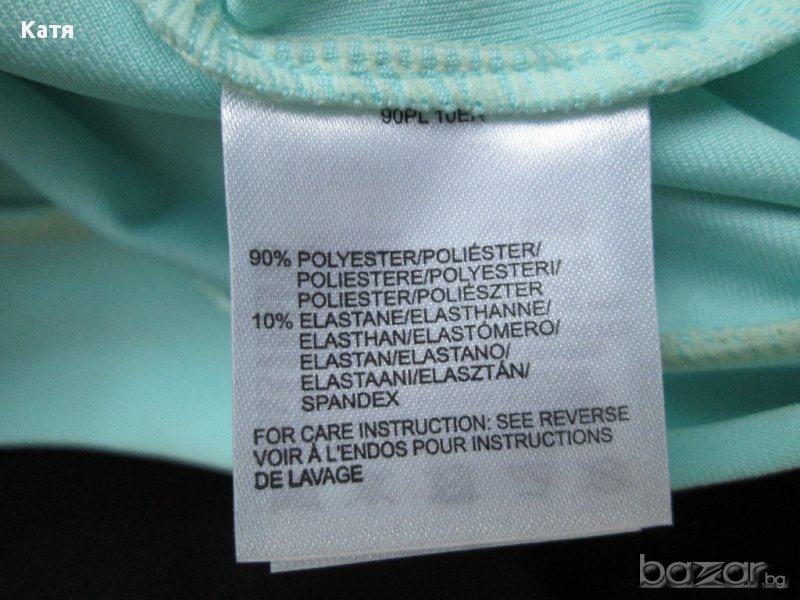 Катя
90PL 10EA
90% POLYESTER/POLIÉSTER/
POLIESTERE/POLYESTERI/
POLIESTER/POLIÉSZTER
10% ELASTANE/ELASTHANNE/
ELASTHAN/ELASTÓMERO/
ELASTAN/ELASTANO/
ELASTAANI/ELASZTÁN/
SPANDEX
FOR CARE INSTRUCTION: SEE REVERSE
VOIR À L'ENDOS POUR INSTRUCTIONS
DE LAVAGE
bazar.bg